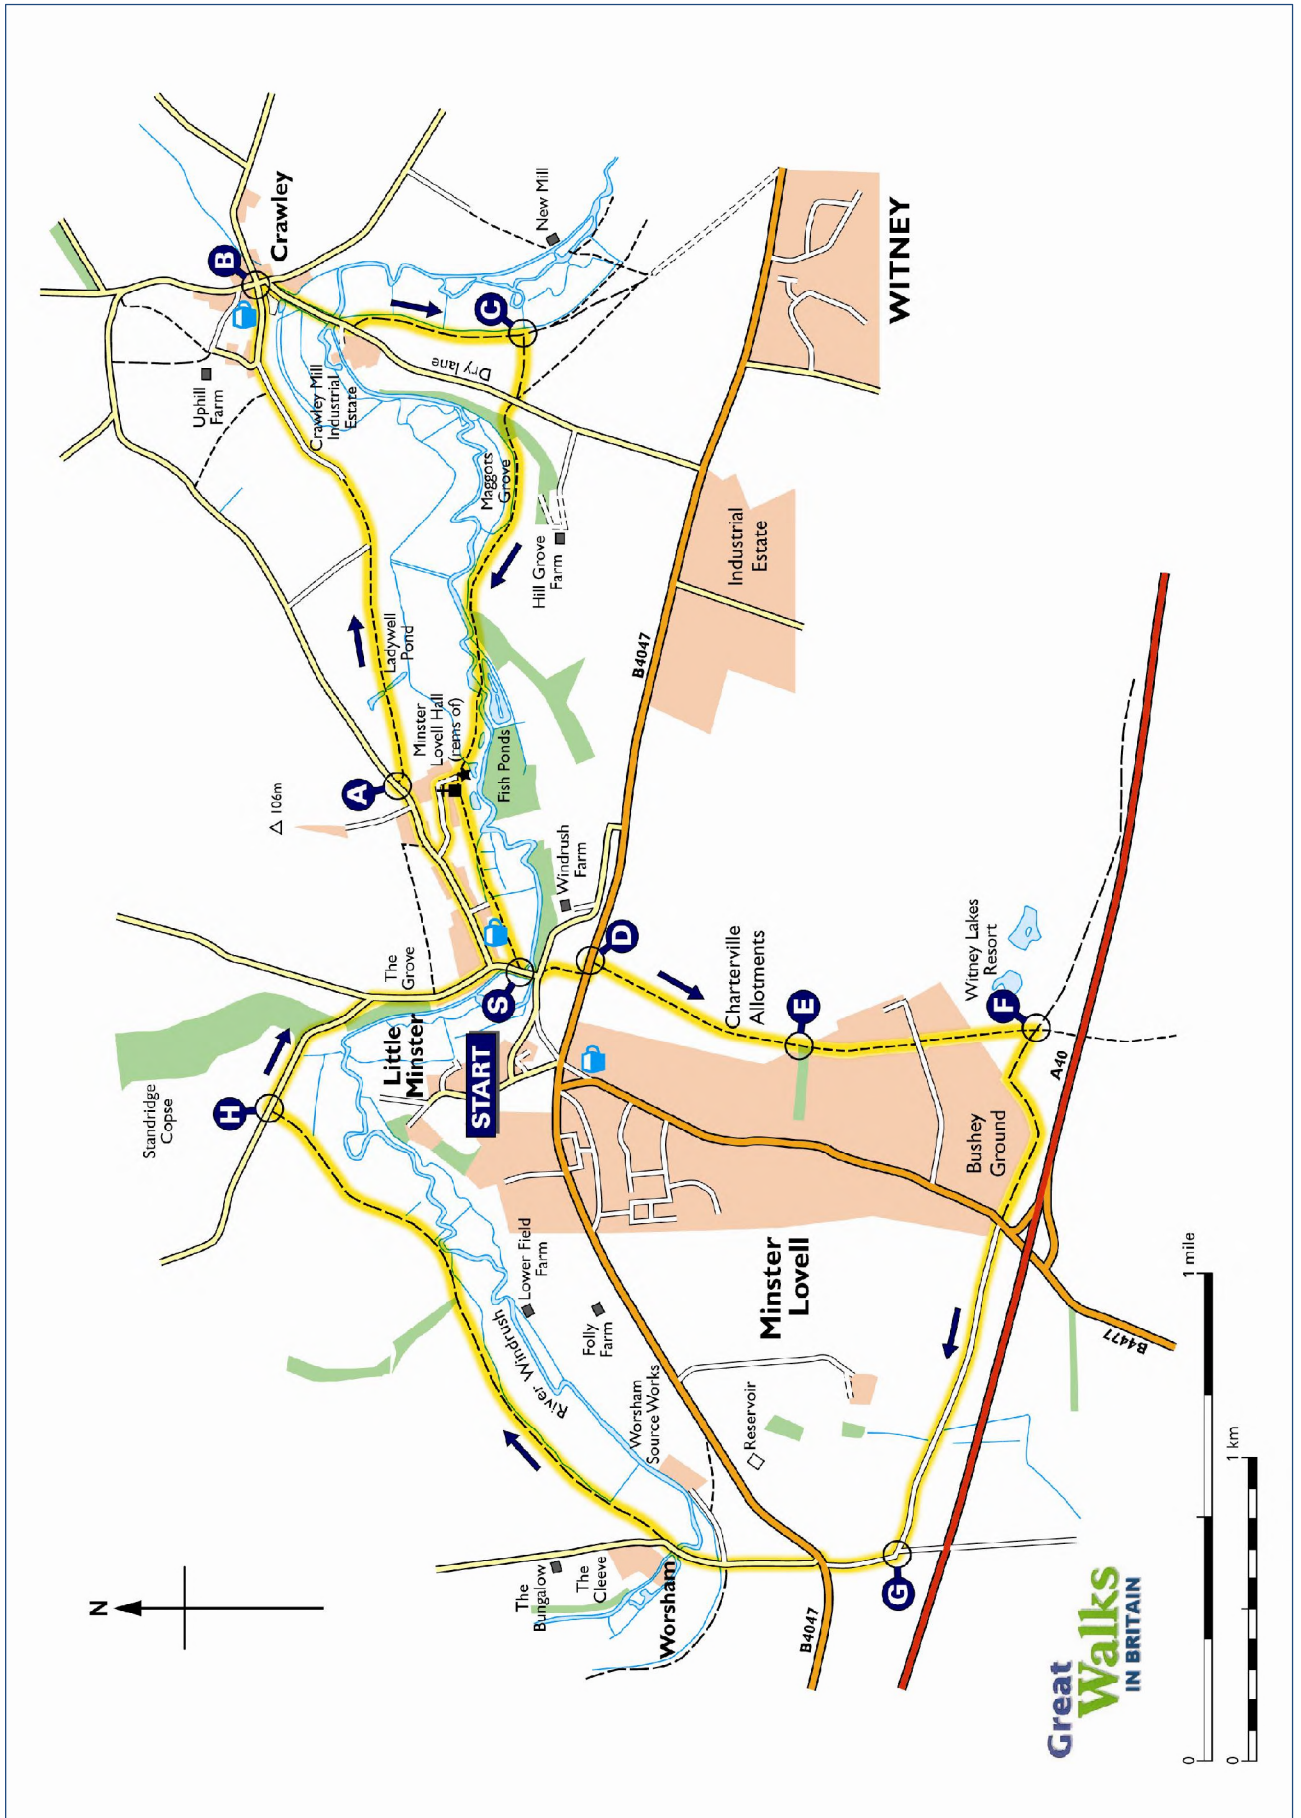 N
Standridge
Copse
H
The
Grove
Little
Minster
START
S
A
106m
Minster
Lovell Hall
(rems of)
Ladywell
Pond
Uphill
Farm
B
Crawley
Crawley Mill
Industrial
Estate
Dry lane
C
New Mill
Maggots
Grove
Hill Grove
Farm
Fish Ponds
Windrush
Farm
D
B4047
Industrial
Estate
WITNEY
Charterville
Allotments
E
Witney Lakes
Resort
F
A40
Bushey
Ground
B4477
Minster
Lovell
Lower Field
Farm
Folly
Farm
River Windrush
Worsham
Source Works
Reservoir
The
Bungalow
The
Cleeve
Worsham
B4047
G
Great
Walks
IN BRITAIN
0
1 mile
0
1 km